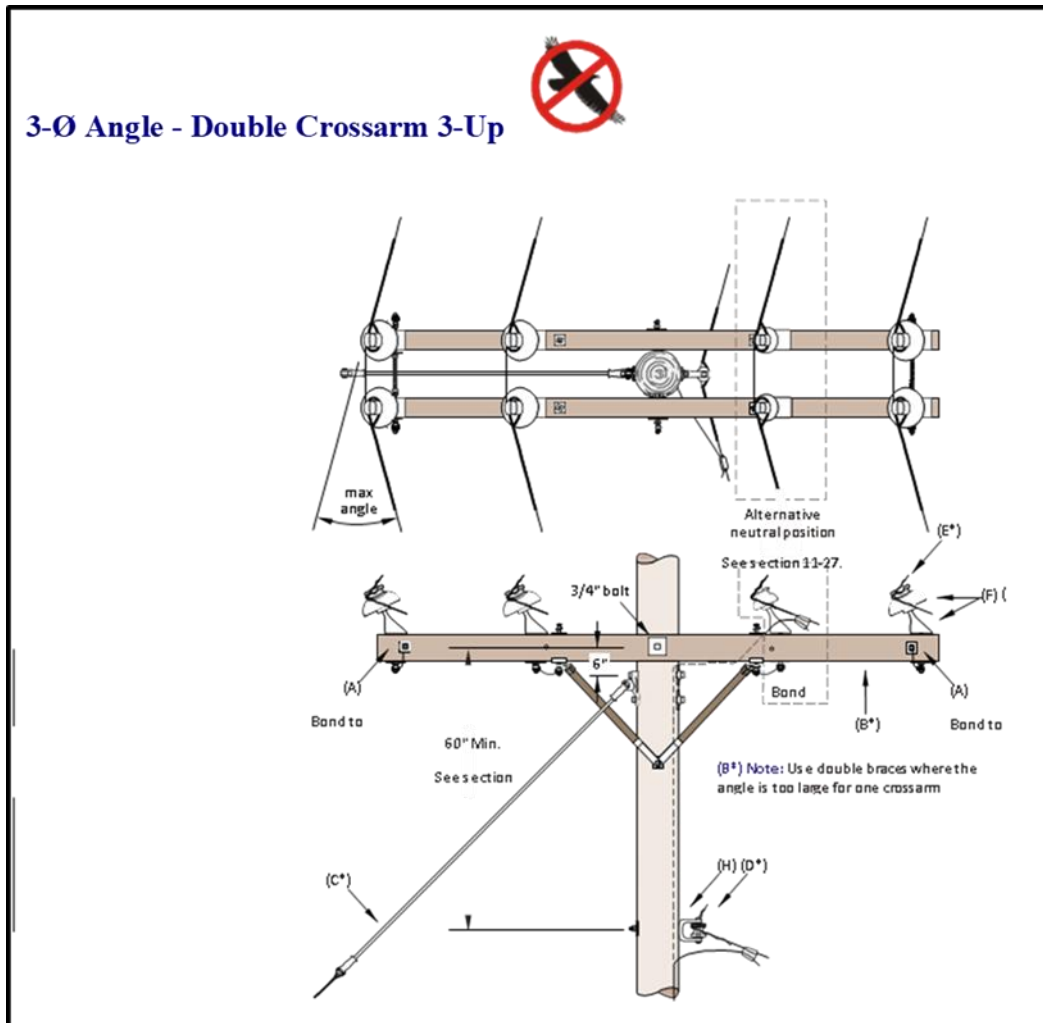 3-Ø Angle - Double Crossarm 3-Up
max
angle
Alternative
neutral position
See section 11-27.
(E*)
3/4" bolt
(F) (
6"
(A)
Bond to
60" Min.
See section
Bond
(B*)
(A)
Bond to
(B*) Note: Use double braces where the
angle is too large for one crossarm
(C*)
(H) (D*)